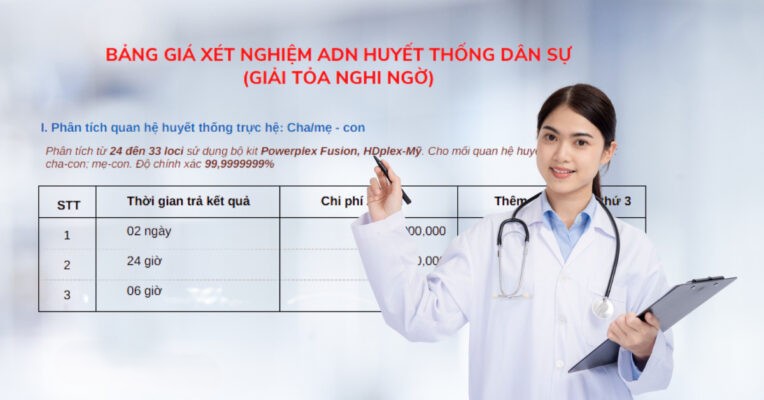 BẢNG GIÁ XÉT NGHIỆM ADN HUYẾT THỐNG DÂN SỰ
(GIẢI TỎA NGHI NGỜ)
I. Phân tích quan hệ huyết thống trực hệ: Cha/mẹ - con
Phân tích từ 24 đến 33 loci sử dụng bộ kit Powerplex Fusion, HDplex-Mỹ. Cho mối quan hệ
cha-con; mẹ-con. Độ chính xác 99,9999999%
STT Thời gian trả kết quả Chi phí Thêm thứ 3
1 02 ngày 00.000
2 24 giờ
3 06 giờ